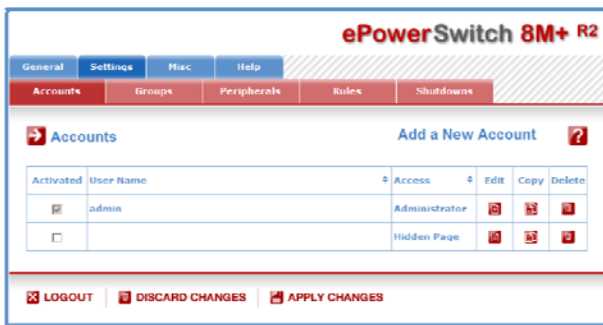 ePowerSwitch 8M+ R2
General Settings Misc Help
Accounts Groups Peripherals Rules Shutdowns
Accounts Add a New Account ?
Activated User Name Access Edit Copy Delete
admin Administrator
Hidden Page
LOGOUT DISCARD CHANGES APPLY CHANGES